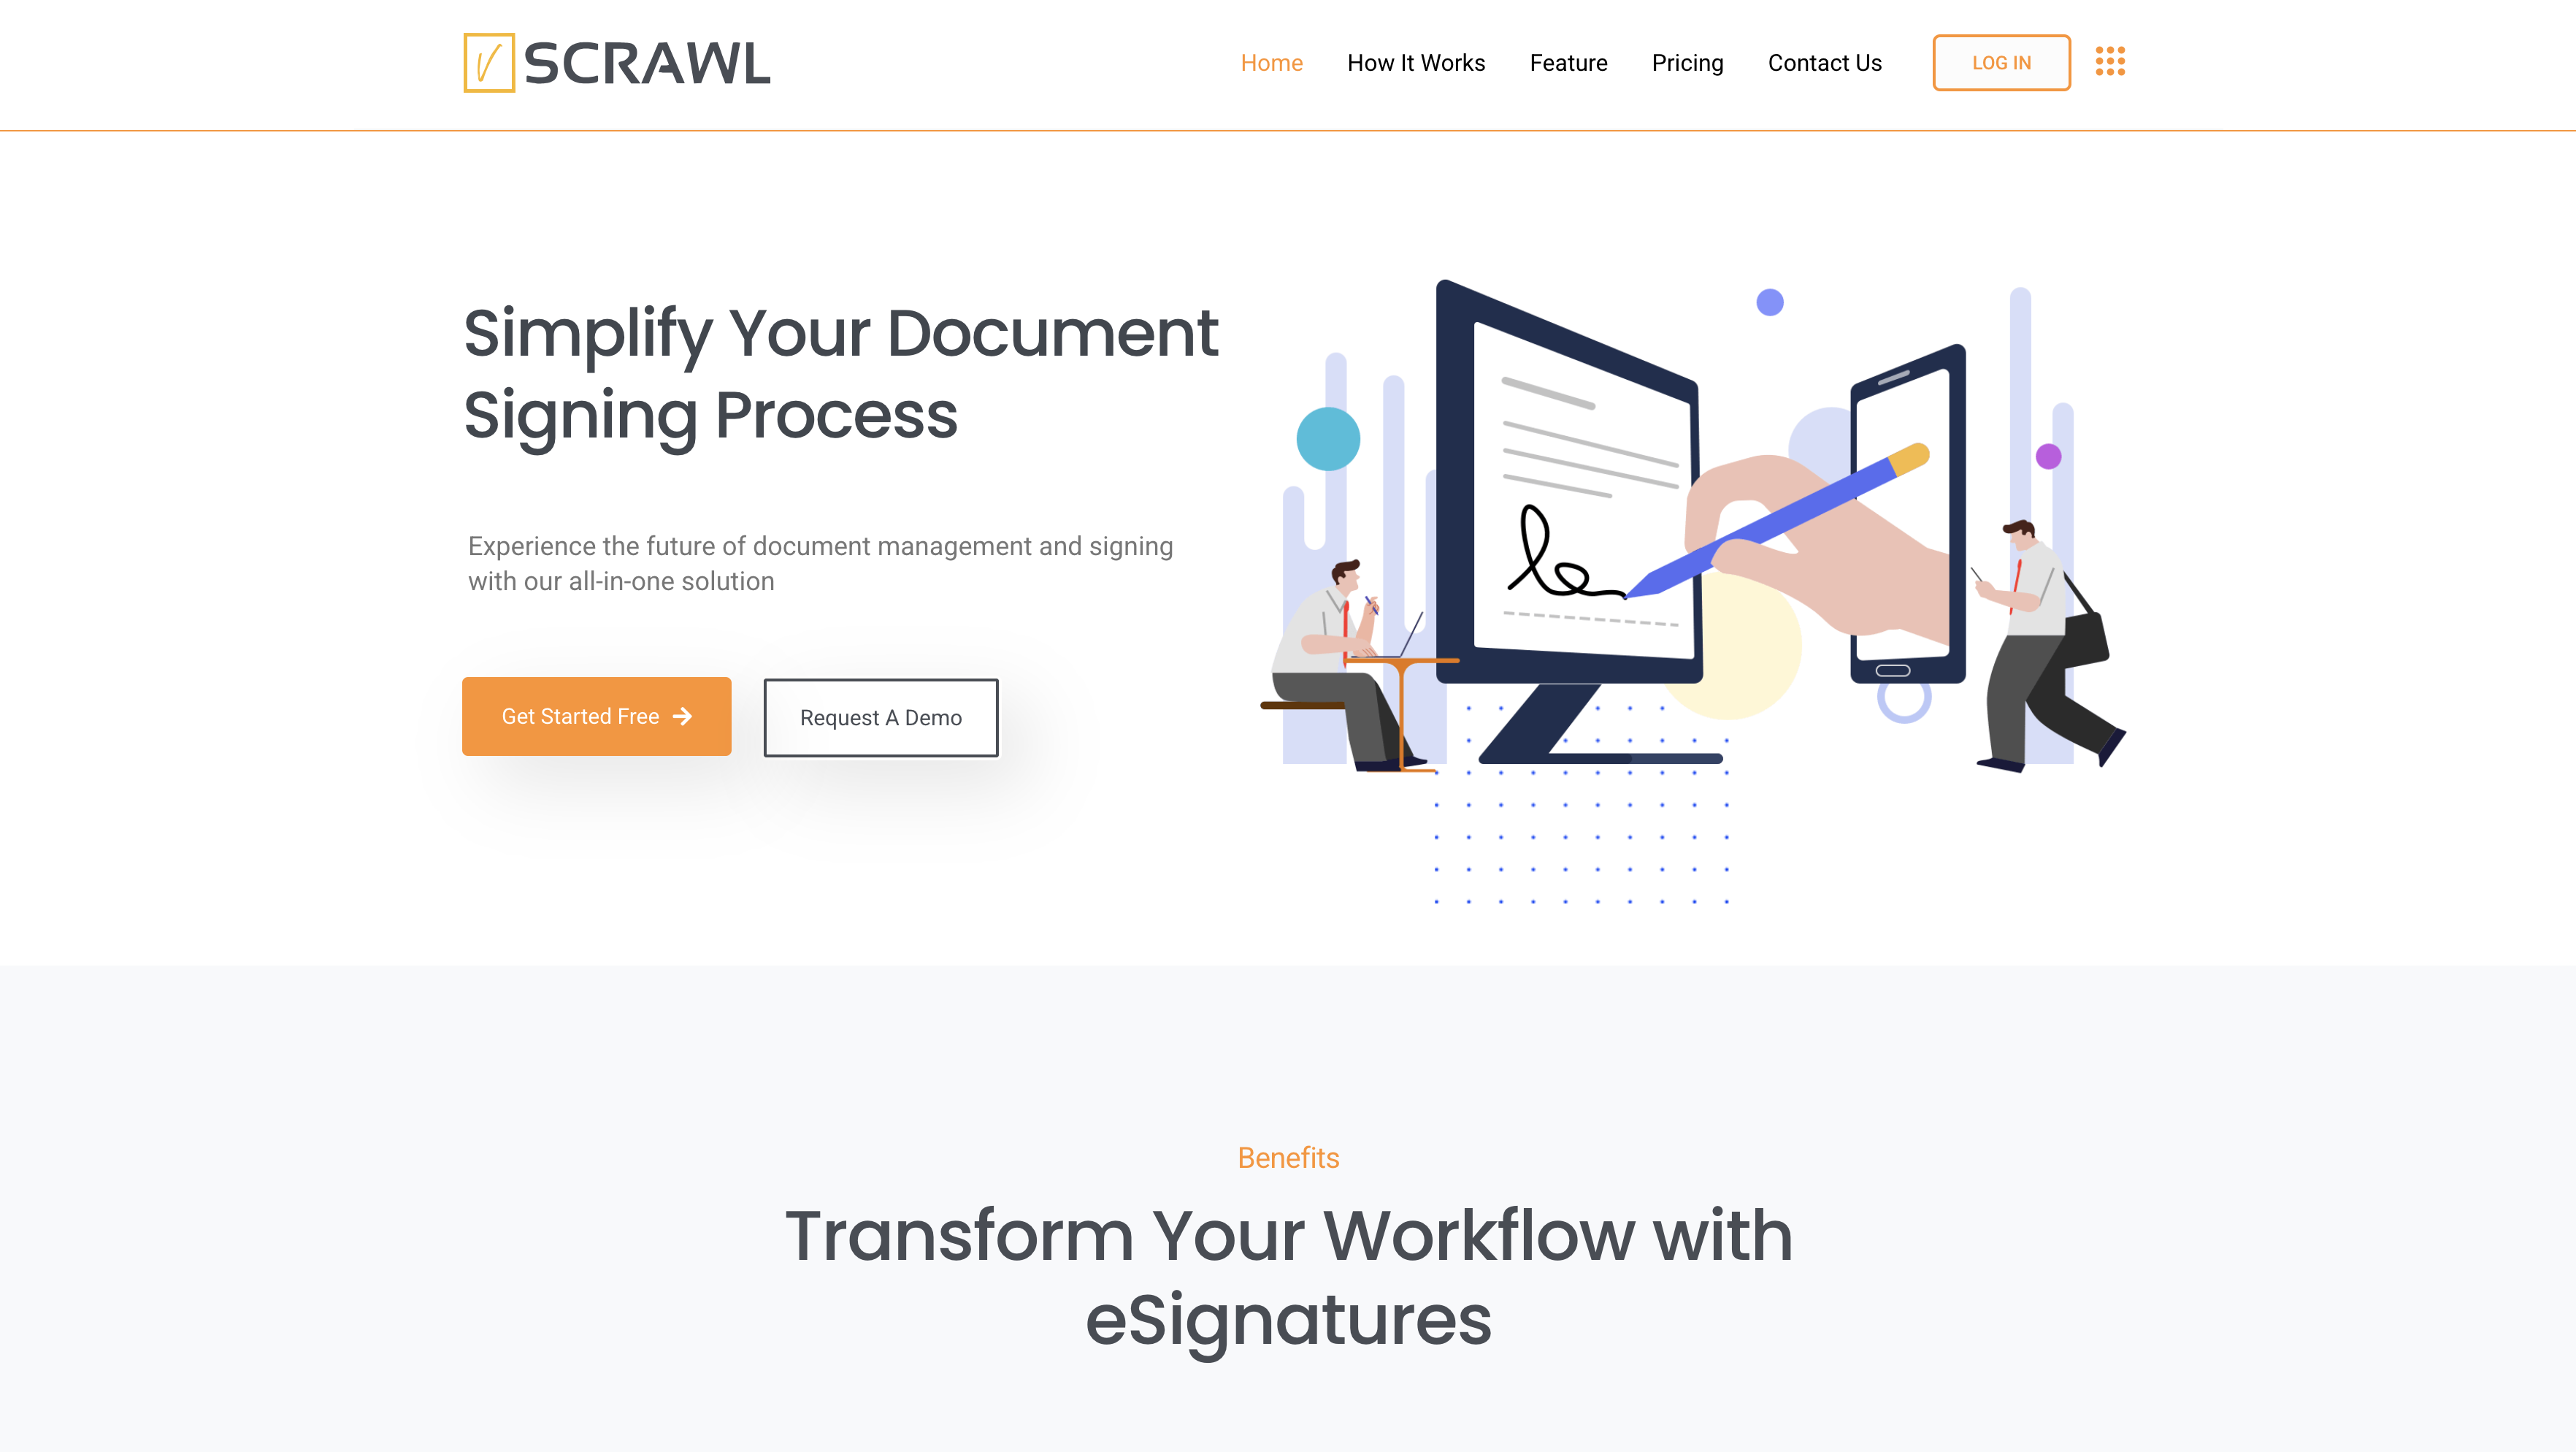 SCRAWL
Home How It Works Feature Pricing Contact Us LOG IN
Simplify Your Document
Signing Process
Experience the future of document management and signing
with our all-in-one solution
Get Started Free
Request A Demo
Benefits
Transform Your Workflow with
eSignatures